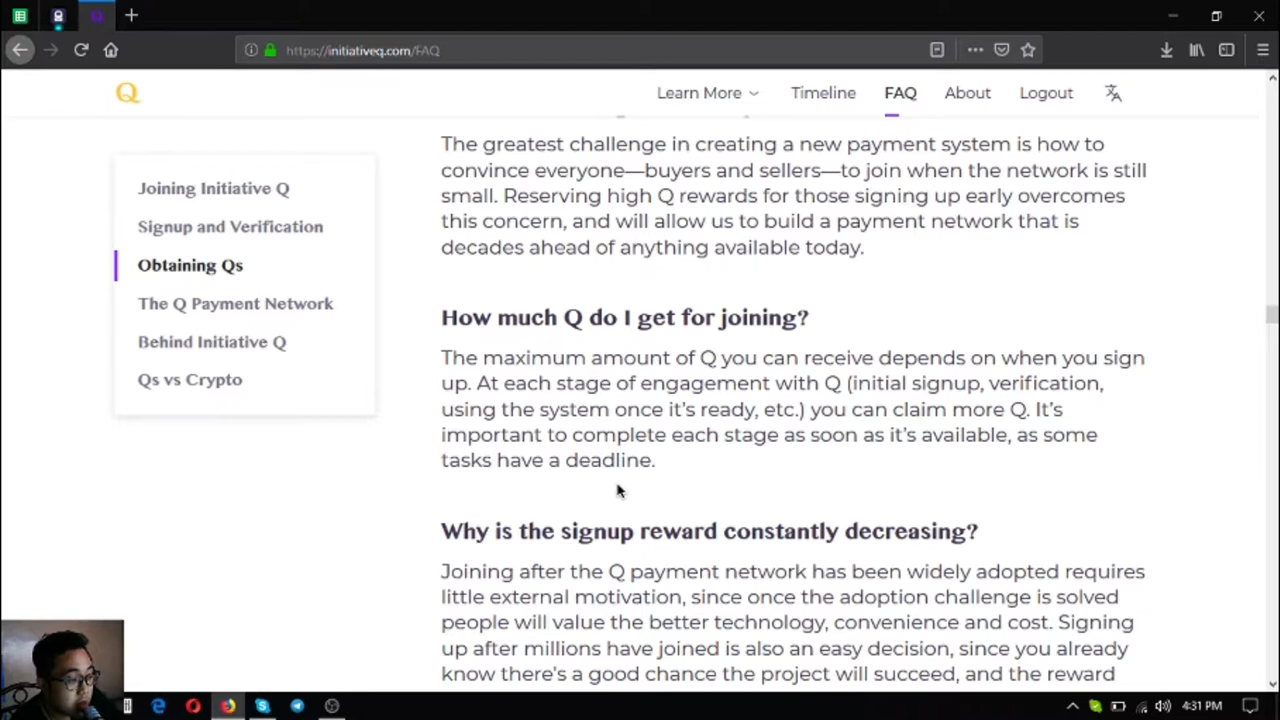 https://initiativeq.com/FAQ
Q
Learn More
Timeline
FAQ
About
Logout
Joining Initiative Q
Signup and Verification
Obtaining Qs
The Q Payment Network
Behind Initiative Q
Qs vs Crypto
The greatest challenge in creating a new payment system is how to
convince everyone—buyers and sellers—to join when the network is still
small. Reserving high Q rewards for those signing up early overcomes
this concern, and will allow us to build a payment network that is
decades ahead of anything available today.
How much Q do I get for joining?
The maximum amount of Q you can receive depends on when you sign
up. At each stage of engagement with Q (initial signup, verification,
using the system once it's ready, etc.) you can claim more Q. It's
important to complete each stage as soon as it's available, as some
tasks have a deadline.
Why is the signup reward constantly decreasing?
Joining after the Q payment network has been widely adopted requires
little external motivation, since once the adoption challenge is solved
people will value the better technology, convenience and cost. Signing
up after millions have joined is also an easy decision, since you already
know there's a good chance the project will succeed, and the reward
4:31 PM